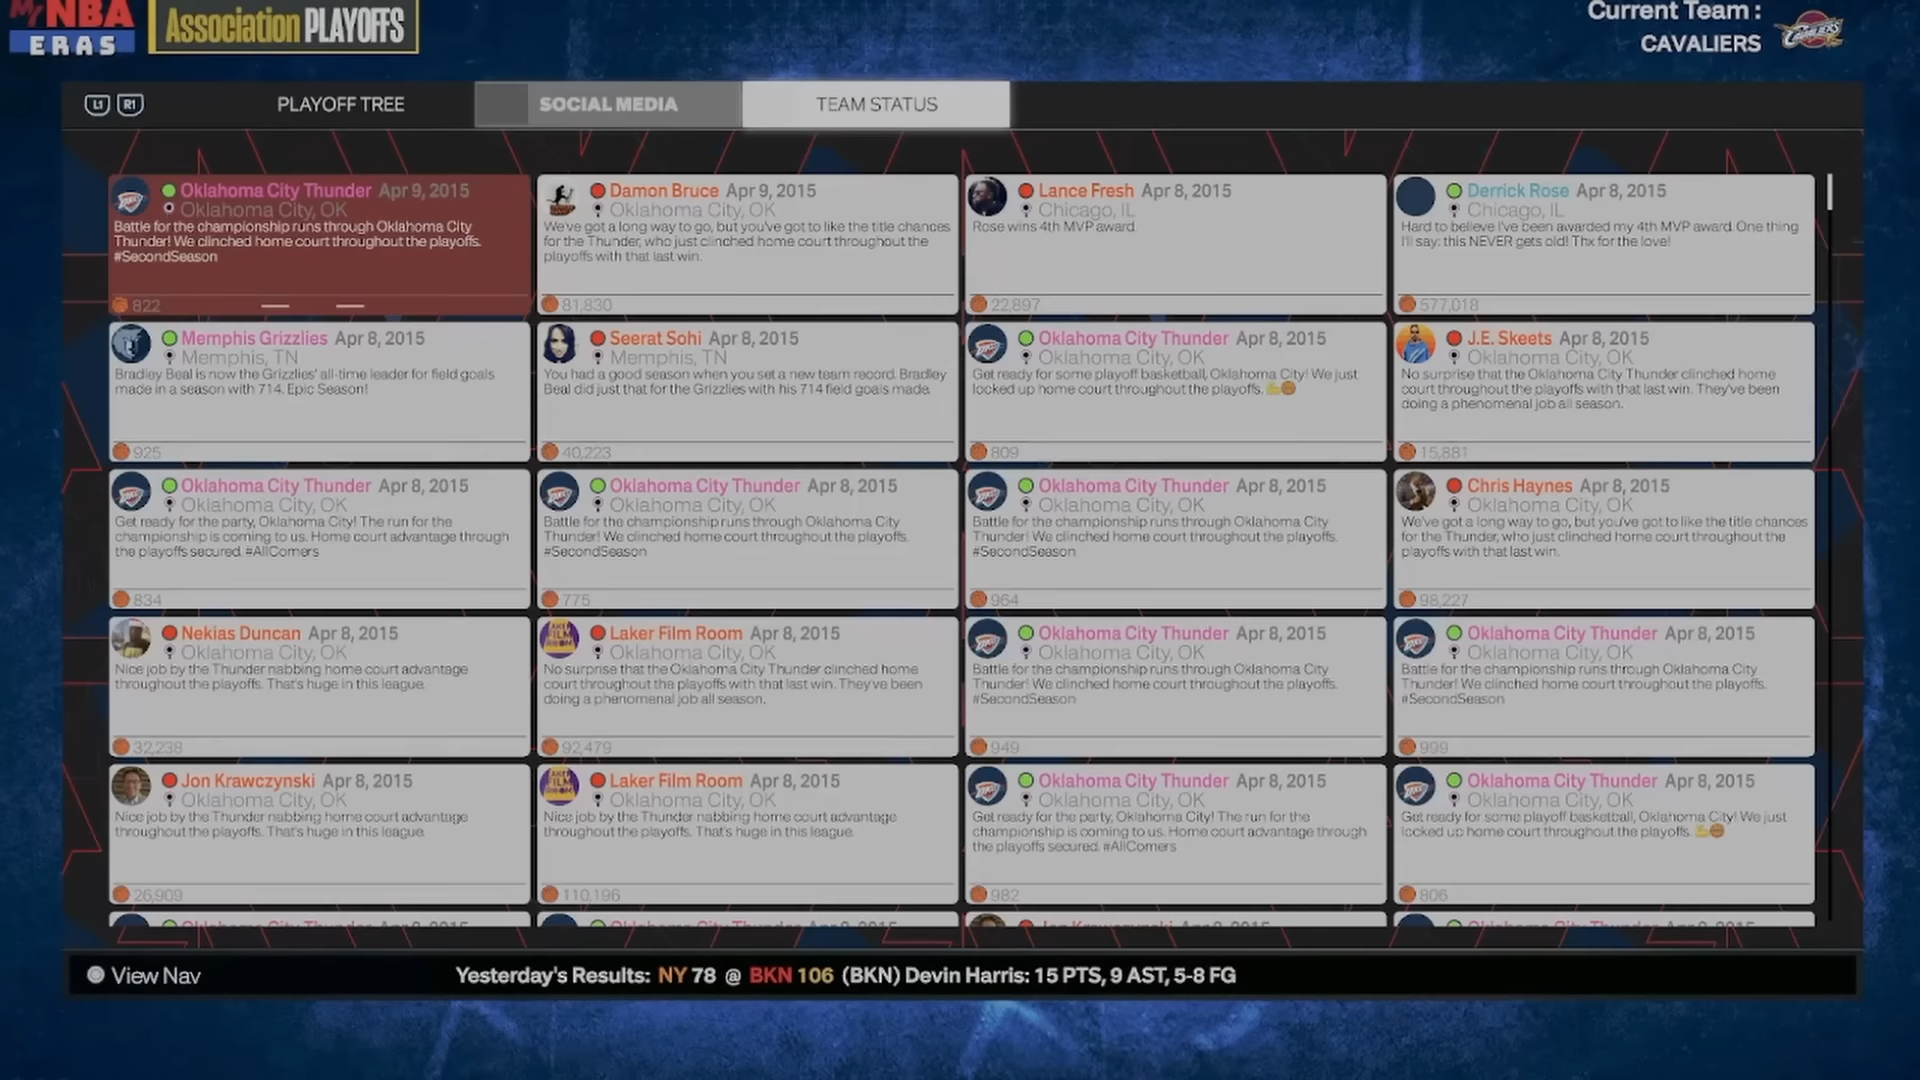 MyNBA
ERAS
Association PLAYOFFS
Current Team :
CAVALIERS
L1 R1
PLAYOFF TREE
SOCIAL MEDIA
TEAM STATUS
Oklahoma City Thunder Apr 9, 2015
Oklahoma City, OK
Battle for the championship runs through Oklahoma City
Thunder! We clinched home court throughout the playoffs.
#SecondSeason
822
Damon Bruce Apr 9, 2015
Oklahoma City, OK
We've got a long way to go, but you've got to like the title chances
for the Thunder, who just clinched home court throughout the
playoffs with that last win.
81,830
Lance Fresh Apr 8, 2015
Chicago, IL
Rose wins 4th MVP award.
22,897
Derrick Rose Apr 8, 2015
Chicago, IL
Hard to believe I've been awarded my 4th MVP award. One thing
I'll say: this NEVER gets old! Thx for the love!
577,018
Memphis Grizzlies Apr 8, 2015
Memphis, TN
Bradley Beal is now the Grizzlies' all-time leader for field goals
made in a season with 714. Epic Season!
925
Seerat Sohi Apr 8, 2015
Memphis, TN
You had a good season when you set a new team record. Bradley
Beal did just that for the Grizzlies with his 714 field goals made.
40,223
Oklahoma City Thunder Apr 8, 2015
Oklahoma City, OK
Get ready for some playoff basketball, Oklahoma City! We just
locked up home court throughout the playoffs. 💪🏀
809
J.E. Skeets Apr 8, 2015
Oklahoma City, OK
No surprise that the Oklahoma City Thunder clinched home
court throughout the playoffs with that last win. They've been
doing a phenomenal job all season.
15,881
Oklahoma City Thunder Apr 8, 2015
Oklahoma City, OK
Get ready for the party, Oklahoma City! The run for the
championship is coming to us. Home court advantage through
the playoffs secured. #AllComers
834
Oklahoma City Thunder Apr 8, 2015
Oklahoma City, OK
Battle for the championship runs through Oklahoma City
Thunder! We clinched home court throughout the playoffs.
#SecondSeason
775
Oklahoma City Thunder Apr 8, 2015
Oklahoma City, OK
Battle for the championship runs through Oklahoma City
Thunder! We clinched home court throughout the playoffs.
#SecondSeason
964
Chris Haynes Apr 8, 2015
Oklahoma City, OK
We've got a long way to go, but you've got to like the title chances
for the Thunder, who just clinched home court throughout the
playoffs with that last win.
98,227
Nekias Duncan Apr 8, 2015
Oklahoma City, OK
Nice job by the Thunder nabbing home court advantage
throughout the playoffs. That's huge in this league.
32,238
Laker Film Room Apr 8, 2015
Oklahoma City, OK
No surprise that the Oklahoma City Thunder clinched home
court throughout the playoffs with that last win. They've been
doing a phenomenal job all season.
92,479
Oklahoma City Thunder Apr 8, 2015
Oklahoma City, OK
Battle for the championship runs through Oklahoma City
Thunder! We clinched home court throughout the playoffs.
#SecondSeason
949
Oklahoma City Thunder Apr 8, 2015
Oklahoma City, OK
Battle for the championship runs through Oklahoma City
Thunder! We clinched home court throughout the playoffs.
#SecondSeason
999
Jon Krawczynski Apr 8, 2015
Oklahoma City, OK
Nice job by the Thunder nabbing home court advantage
throughout the playoffs. That's huge in this league.
26,909
Laker Film Room Apr 8, 2015
Oklahoma City, OK
Nice job by the Thunder nabbing home court advantage
throughout the playoffs. That's huge in this league.
110,196
Oklahoma City Thunder Apr 8, 2015
Oklahoma City, OK
Get ready for the party, Oklahoma City! The run for the
championship is coming to us. Home court advantage through
the playoffs secured. #AllComers
982
Oklahoma City Thunder Apr 8, 2015
Oklahoma City, OK
Get ready for some playoff basketball, Oklahoma City! We just
locked up home court throughout the playoffs. 💪🏀
806
View Nav
Yesterday's Results: NY 78 @ BKN 106 (BKN) Devin Harris: 15 PTS, 9 AST, 5-8 FG